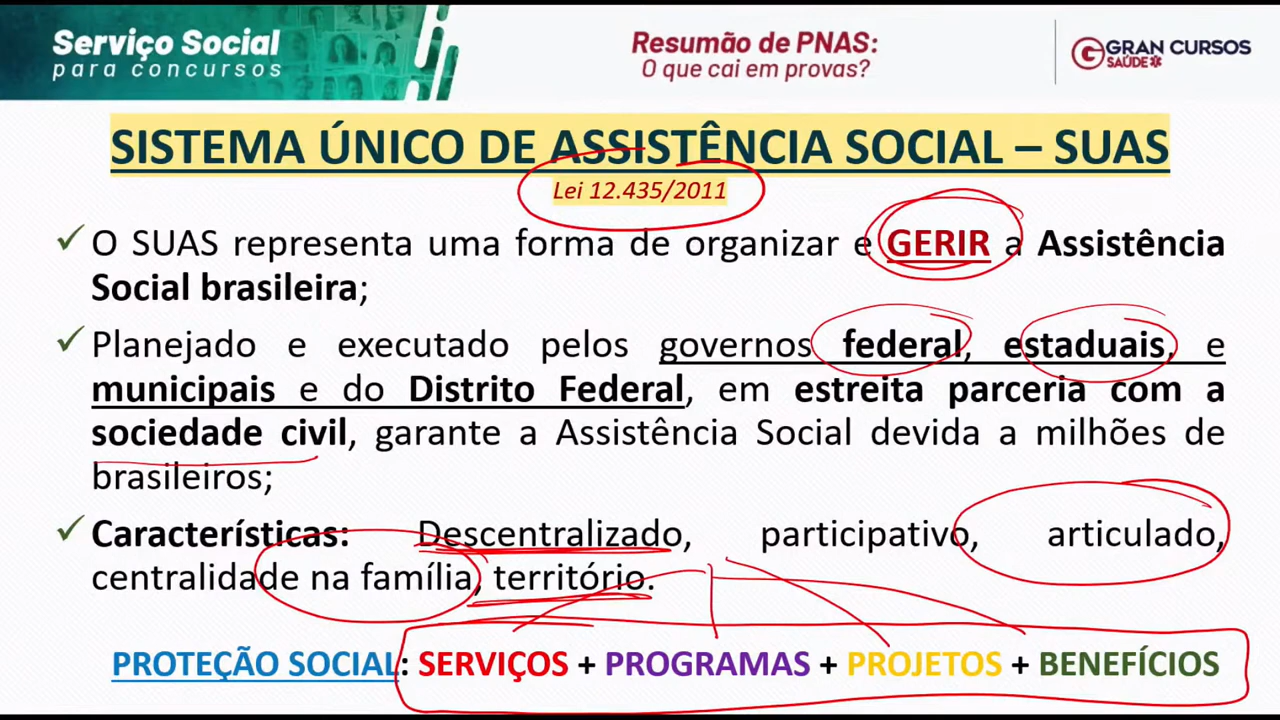 Serviço Social
para concursos
Resumão de PNAS:
O que cai em provas?
GRAN CURSOS
SAÚDE
SISTEMA ÚNICO DE ASSISTÊNCIA SOCIAL – SUAS
Lei 12.435/2011
O SUAS representa uma forma de organizar e GERIR a Assistência
Social brasileira;
Planejado e executado pelos governos federal, estaduais, e
municipais e do Distrito Federal, em estreita parceria com a
sociedade civil, garante a Assistência Social devida a milhões de
brasileiros;
Características: Descentralizado, participativo, articulado,
centralidade na família, território.
PROTEÇÃO SOCIAL: SERVIÇOS + PROGRAMAS + PROJETOS + BENEFÍCIOS